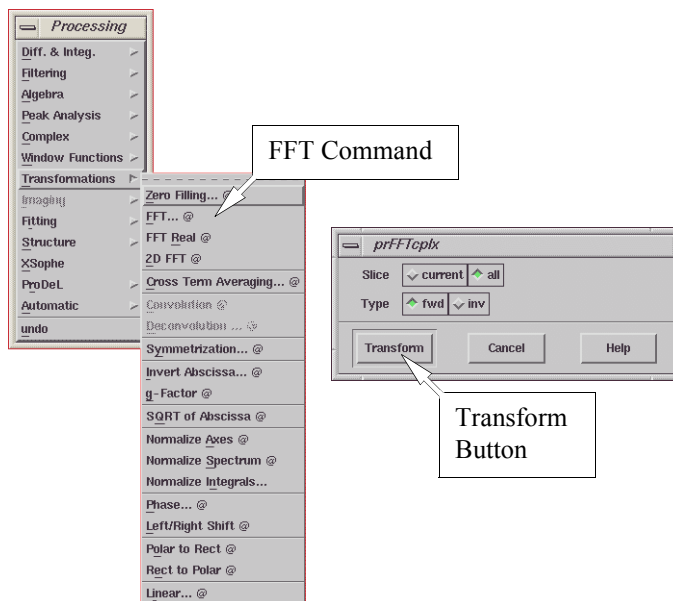 Processing
Diff. & Integ.
Filtering
Algebra
Peak Analysis
Complex
Window Functions
Transformations
Imaging
Fitting
Structure
XSophe
ProDeL
Automatic
undo
FFT Command
Zero Filling... @
FFT... @
FFT Real @
2D FFT @
Cross Term Averaging... @
Convolution @
Deconvolution ... @
Symmetrization... @
Invert Abscissa... @
g-Factor @
SQRT of Abscissa @
Normalize Axes @
Normalize Spectrum @
Normalize Integrals...
Phase... @
Left/Right Shift @
Polar to Rect @
Rect to Polar @
Linear... @
prFFTcplx
Slice current all
Type fwd inv
Transform Cancel Help
Transform
Button